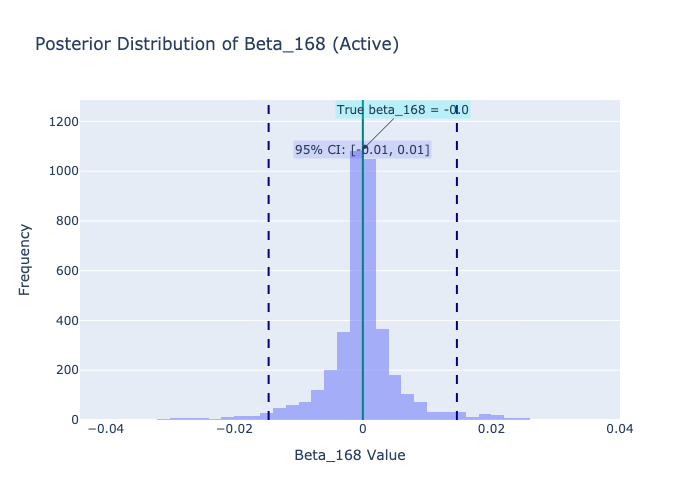 Posterior Distribution of Beta_168 (Active)
True beta_168 = -0.0
95% CI: [-0.01, 0.01]
1200
1000
800
600
400
200
0
Frequency
−0.04
−0.02
0
0.02
0.04
Beta_168 Value